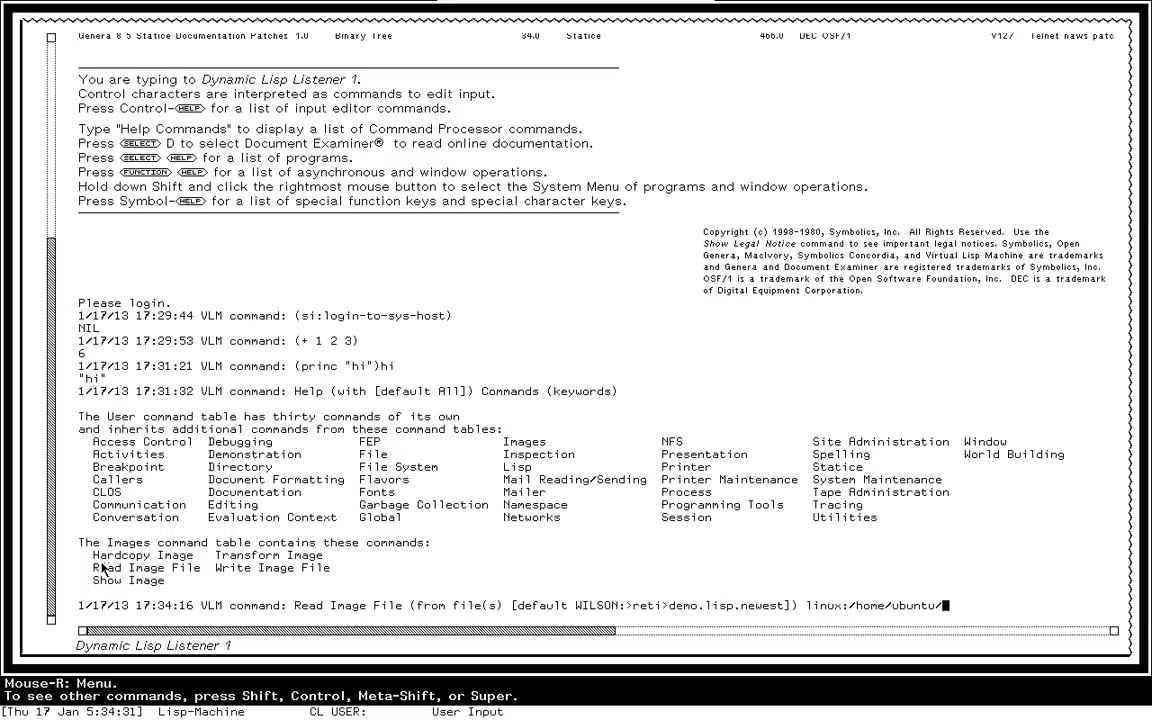 Genera 8 5 Statice Documentation Patches 1.0 Binary Tree 34.0 Statice 466.0 DEC OSF/1 V127 Telnet naws patc
You are typing to Dynamic Lisp Listener 1.
Control characters are interpreted as commands to edit input.
Press Control-HELP for a list of input editor commands.
Type "Help Commands" to display a list of Command Processor commands.
Press SELECT D to select Document Examiner® to read online documentation.
Press SELECT HELP for a list of programs.
Press FUNCTION HELP for a list of asynchronous and window operations.
Hold down Shift and click the rightmost mouse button to select the System Menu of programs and window operations.
Press Symbol-HELP for a list of special function keys and special character keys.
Copyright (c) 1998-1980, Symbolics, Inc. All Rights Reserved. Use the
Show Legal Notice command to see important legal notices. Symbolics, Open
Genera, MacIvory, Symbolics Concordia, and Virtual Lisp Machine are trademarks
and Genera and Document Examiner are registered trademarks of Symbolics, Inc.
OSF/1 is a trademark of the Open Software Foundation, Inc. DEC is a trademark
of Digital Equipment Corporation.
Please login.
1/17/13 17:29:44 VLM command: (si:login-to-sys-host)
NIL
1/17/13 17:29:53 VLM command: (+ 1 2 3)
6
1/17/13 17:31:21 VLM command: (princ "hi")hi
"hi"
1/17/13 17:31:32 VLM command: Help (with [default All]) Commands (keywords)
The User command table has thirty commands of its own
and inherits additional commands from these command tables:
Access Control Debugging FEP Images NFS Site Administration Window
Activities Demonstration File Inspection Presentation Spelling World Building
Breakpoint Directory File System Lisp Printer Statice
Callers Document Formatting Flavors Mail Reading/Sending Printer Maintenance System Maintenance
CLOS Documentation Fonts Mailer Process Tape Administration
Communication Editing Garbage Collection Namespace Programming Tools Tracing
Conversation Evaluation Context Global Networks Session Utilities
The Images command table contains these commands:
Hardcopy Image Transform Image
Read Image File Write Image File
Show Image
1/17/13 17:34:16 VLM command: Read Image File (from file(s) [default WILSON:>reti>demo.lisp.newest]) linux:/home/ubuntu/
Dynamic Lisp Listener 1
Mouse-R: Menu.
To see other commands, press Shift, Control, Meta-Shift, or Super.
[Thu 17 Jan 5:34:31] Lisp-Machine CL USER: User Input